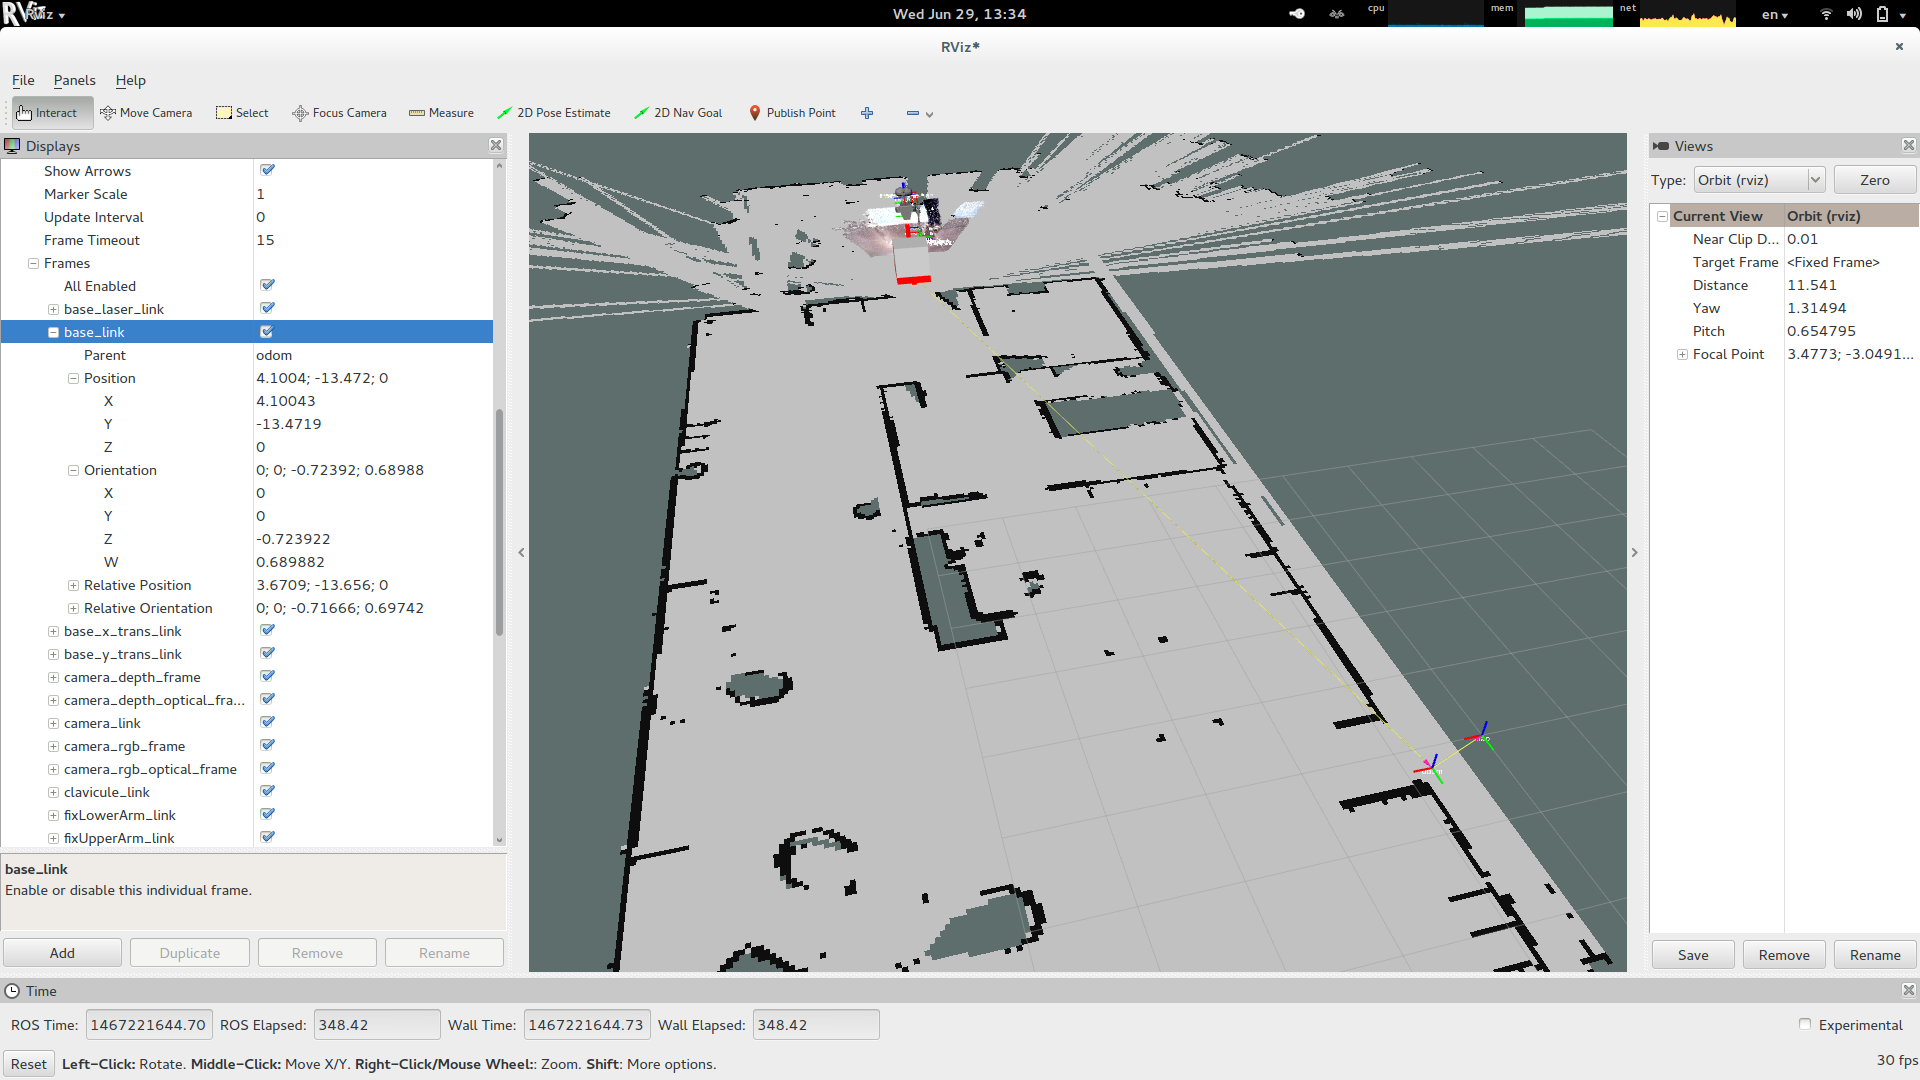 RViz
Wed Jun 29, 13:34
cpu
mem
net
en
RViz*
File Panels Help
Interact Move Camera Select Focus Camera Measure 2D Pose Estimate 2D Nav Goal Publish Point
Displays
Show Arrows
Marker Scale 1
Update Interval 0
Frame Timeout 15
Frames
All Enabled
base_laser_link
base_link
Parent odom
Position 4.1004; -13.472; 0
X 4.10043
Y -13.4719
Z 0
Orientation 0; 0; -0.72392; 0.68988
X 0
Y 0
Z -0.723922
W 0.689882
Relative Position 3.6709; -13.656; 0
Relative Orientation 0; 0; -0.71666; 0.69742
base_x_trans_link
base_y_trans_link
camera_depth_frame
camera_depth_optical_fra...
camera_link
camera_rgb_frame
camera_rgb_optical_frame
clavicule_link
fixLowerArm_link
fixUpperArm_link
base_link
Enable or disable this individual frame.
Add Duplicate Remove Rename
Views
Type: Orbit (rviz) Zero
Current View Orbit (rviz)
Near Clip D... 0.01
Target Frame <Fixed Frame>
Distance 11.541
Yaw 1.31494
Pitch 0.654795
Focal Point 3.4773; -3.0491...
Save Remove Rename
Time
ROS Time: 1467221644.70 ROS Elapsed: 348.42 Wall Time: 1467221644.73 Wall Elapsed: 348.42
Experimental
Reset Left-Click: Rotate. Middle-Click: Move X/Y. Right-Click/Mouse Wheel:: Zoom. Shift: More options.
30 fps